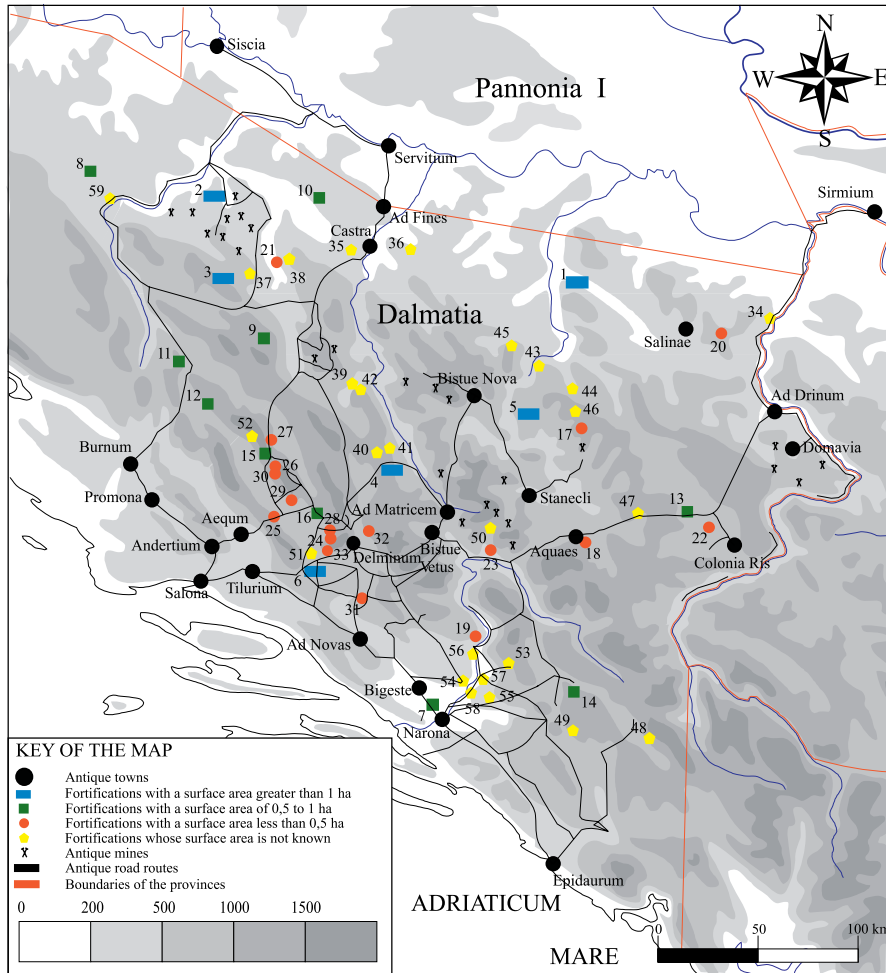 N
W
E
S
Siscia
Pannonia I
Servitium
8
2
10
59
Sirmium
Ad Fines
Castra
21
35
36
3
37
38
1
34
Dalmatia
Salinae
20
9
45
11
43
39
42
Bistue Nova
44
12
5
46
Ad Drinum
17
52
27
Burnum
15
40
41
Domavia
26
4
30
Promona
29
Stanecli
Aequm
16
28
Ad Matricem
47
13
25
24
32
50
Andertium
51
Delminum
Bistue
Vetus
Aquaes
22
33
23
18
Colonia Ris
6
Salona
Tilurium
31
19
Ad Novas
56
53
54
57
Bigeste
55
14
58
7
49
48
Narona
KEY OF THE MAP
Antique towns
Fortifications with a surface area greater than 1 ha
Fortifications with a surface area of 0,5 to 1 ha
Fortifications with a surface area less than 0,5 ha
Fortifications whose surface area is not known
Antique mines
Antique road routes
Boundaries of the provinces
0 200 500 1000 1500
Epidaurum
ADRIATICUM
MARE
0 50 100 km